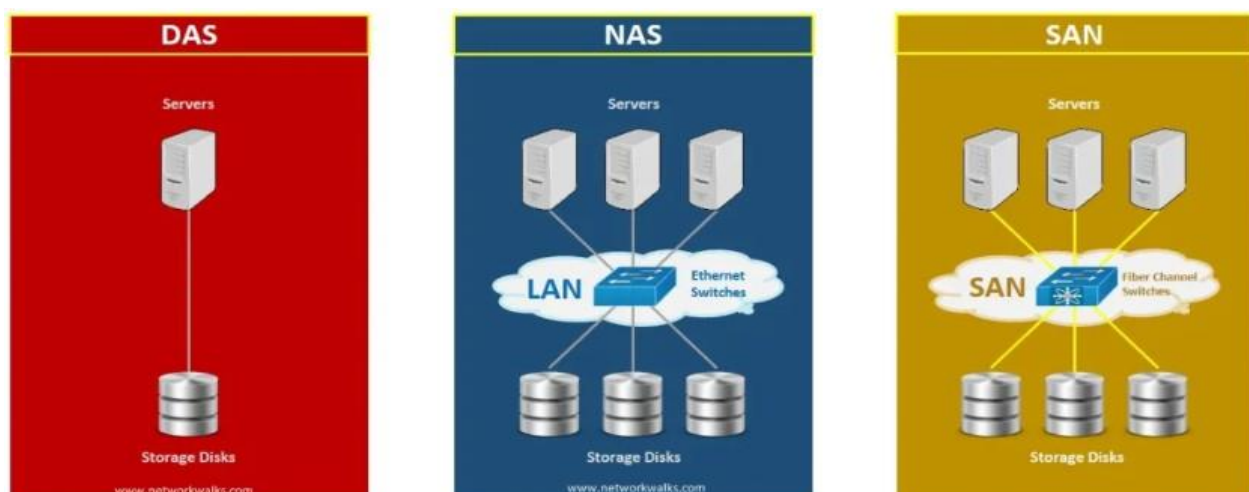 DAS
Servers
Storage Disks
www.networkwalks.com
NAS
Servers
LAN
Ethernet
Switches
Storage Disks
www.networkwalks.com
SAN
Servers
SAN
Fiber Channel
Switches
Storage Disks